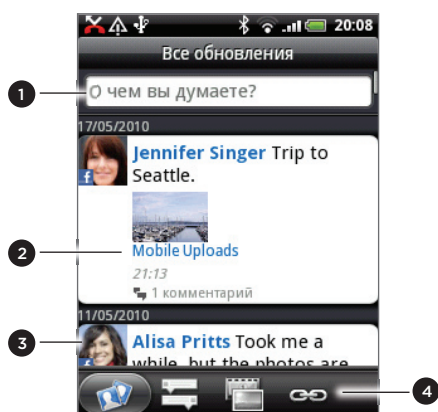 20:08
Все обновления
1
О чем вы думаете?
17/05/2010
Jennifer Singer Trip to
Seattle.
2
Mobile Uploads
21:13
1 комментарий
11/05/2010
3
Alisa Pritts Took me a
while, but the photos are
4